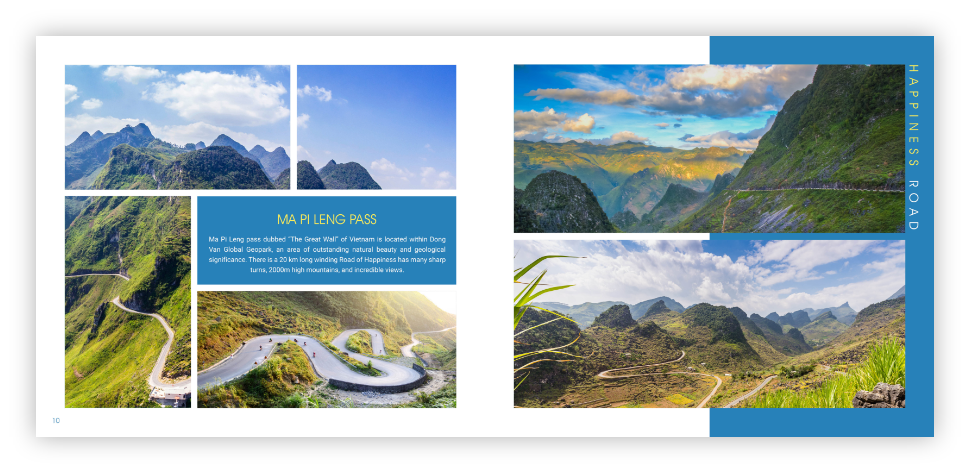 MA PI LENG PASS
Ma Pi Leng pass dubbed "The Great Wall" of Vietnam is located within Dong
Van Global Geopark, an area of outstanding natural beauty and geological
significance. There is a 20 km long winding Road of Happiness has many sharp
turns, 2000m high mountains, and incredible views.
10
HAPPINESS ROAD